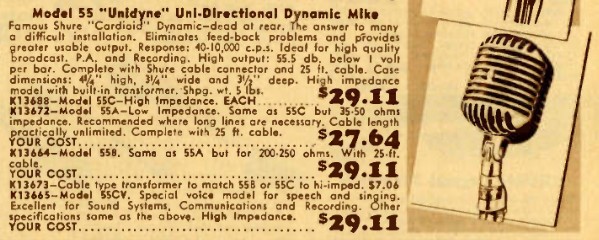 Model 55 "Unidyne" Uni-Directional Dynamic Mike
Famous Shure "Cardioid" Dynamic—dead at rear. The answer to many
a difficult installation. Eliminates feed-back problems and provides
greater usable output. Response: 40-10,000 c.p.s. Ideal for high quality
broadcast. P.A. and Recording. High output: 55.5 db. below 1 volt
per bar. Complete with Shure cable connector and 25 ft. cable. Case
dimensions: 4⅝" high, 3¼" wide and 3½" deep. High impedance
model with built-in transformer. Shpg. wt. 5 lbs.
K13688—Model 55C—High Impedance. EACH $29.11
K13672—Model 55A—Low Impedance. Same as 55C but 35-50 ohms
impedance. Recommended where long lines are necessary. Cable length
practically unlimited. Complete with 25 ft. cable.
YOUR COST $27.64
K13664—Model 55B. Same as 55A but for 200-250 ohms. With 25-ft.
cable.
YOUR COST $29.11
K13673—Cable type transformer to match 55B or 55C to hi-imped. $7.06
K13665—Model 55CV. Special voice model for speech and singing.
Excellent for Sound Systems, Communications and Recording. Other
specifications same as the above. High Impedance.
YOUR COST $29.11